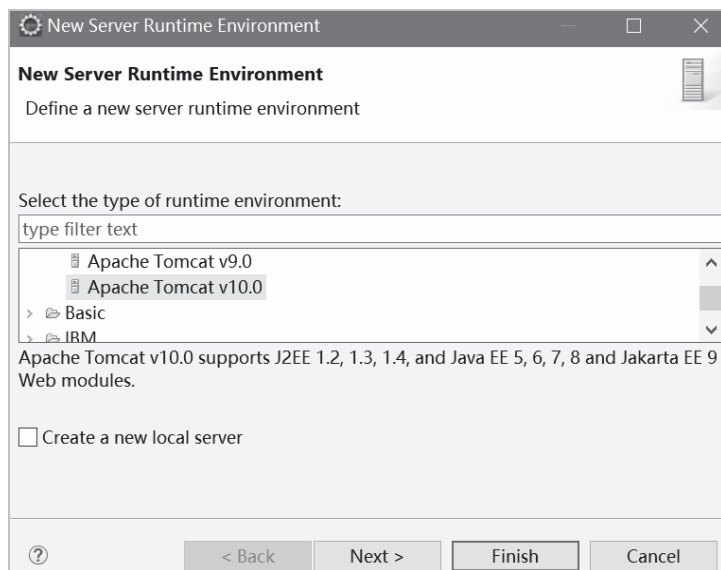 New Server Runtime Environment
New Server Runtime Environment
Define a new server runtime environment
Select the type of runtime environment:
type filter text
Apache Tomcat v9.0
Apache Tomcat v10.0
Basic
IBM
Apache Tomcat v10.0 supports J2EE 1.2, 1.3, 1.4, and Java EE 5, 6, 7, 8 and Jakarta EE 9
Web modules.
Create a new local server
? < Back Next > Finish Cancel